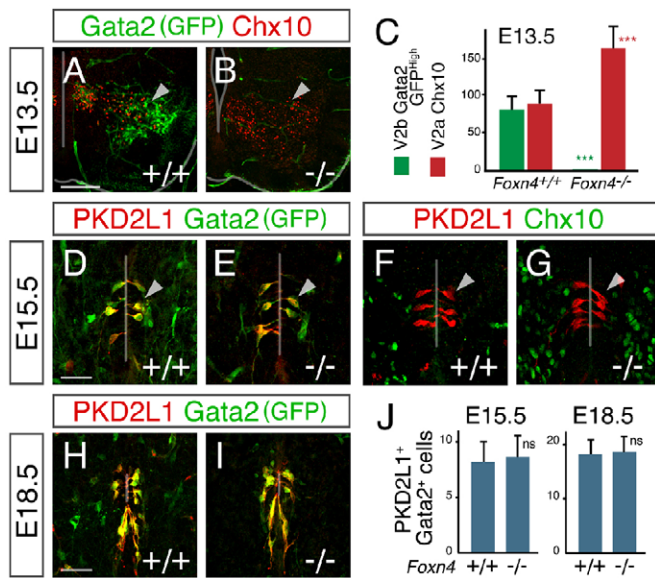 Gata2 (GFP) Chx10
E13.5
A
+/+
B
-/-
C
E13.5
V2b Gata2
GFPHigh
V2a Chx10
150
100
50
0
***
***
Foxn4+/+
Foxn4-/-
PKD2L1 Gata2 (GFP)
PKD2L1 Chx10
E15.5
D
+/+
E
-/-
F
+/+
G
-/-
PKD2L1 Gata2 (GFP)
E18.5
H
+/+
I
-/-
J
E15.5
E18.5
PKD2L1+
Gata2+ cells
10
5
0
ns
20
10
0
ns
Foxn4 +/+ -/- +/+ -/-